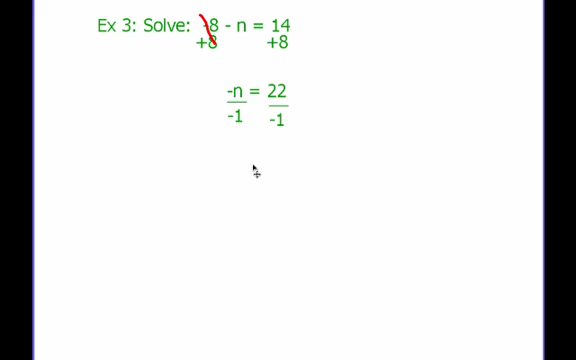 Ex 3: Solve: -8 - n = 14
+8 +8
-n = 22
-1 -1